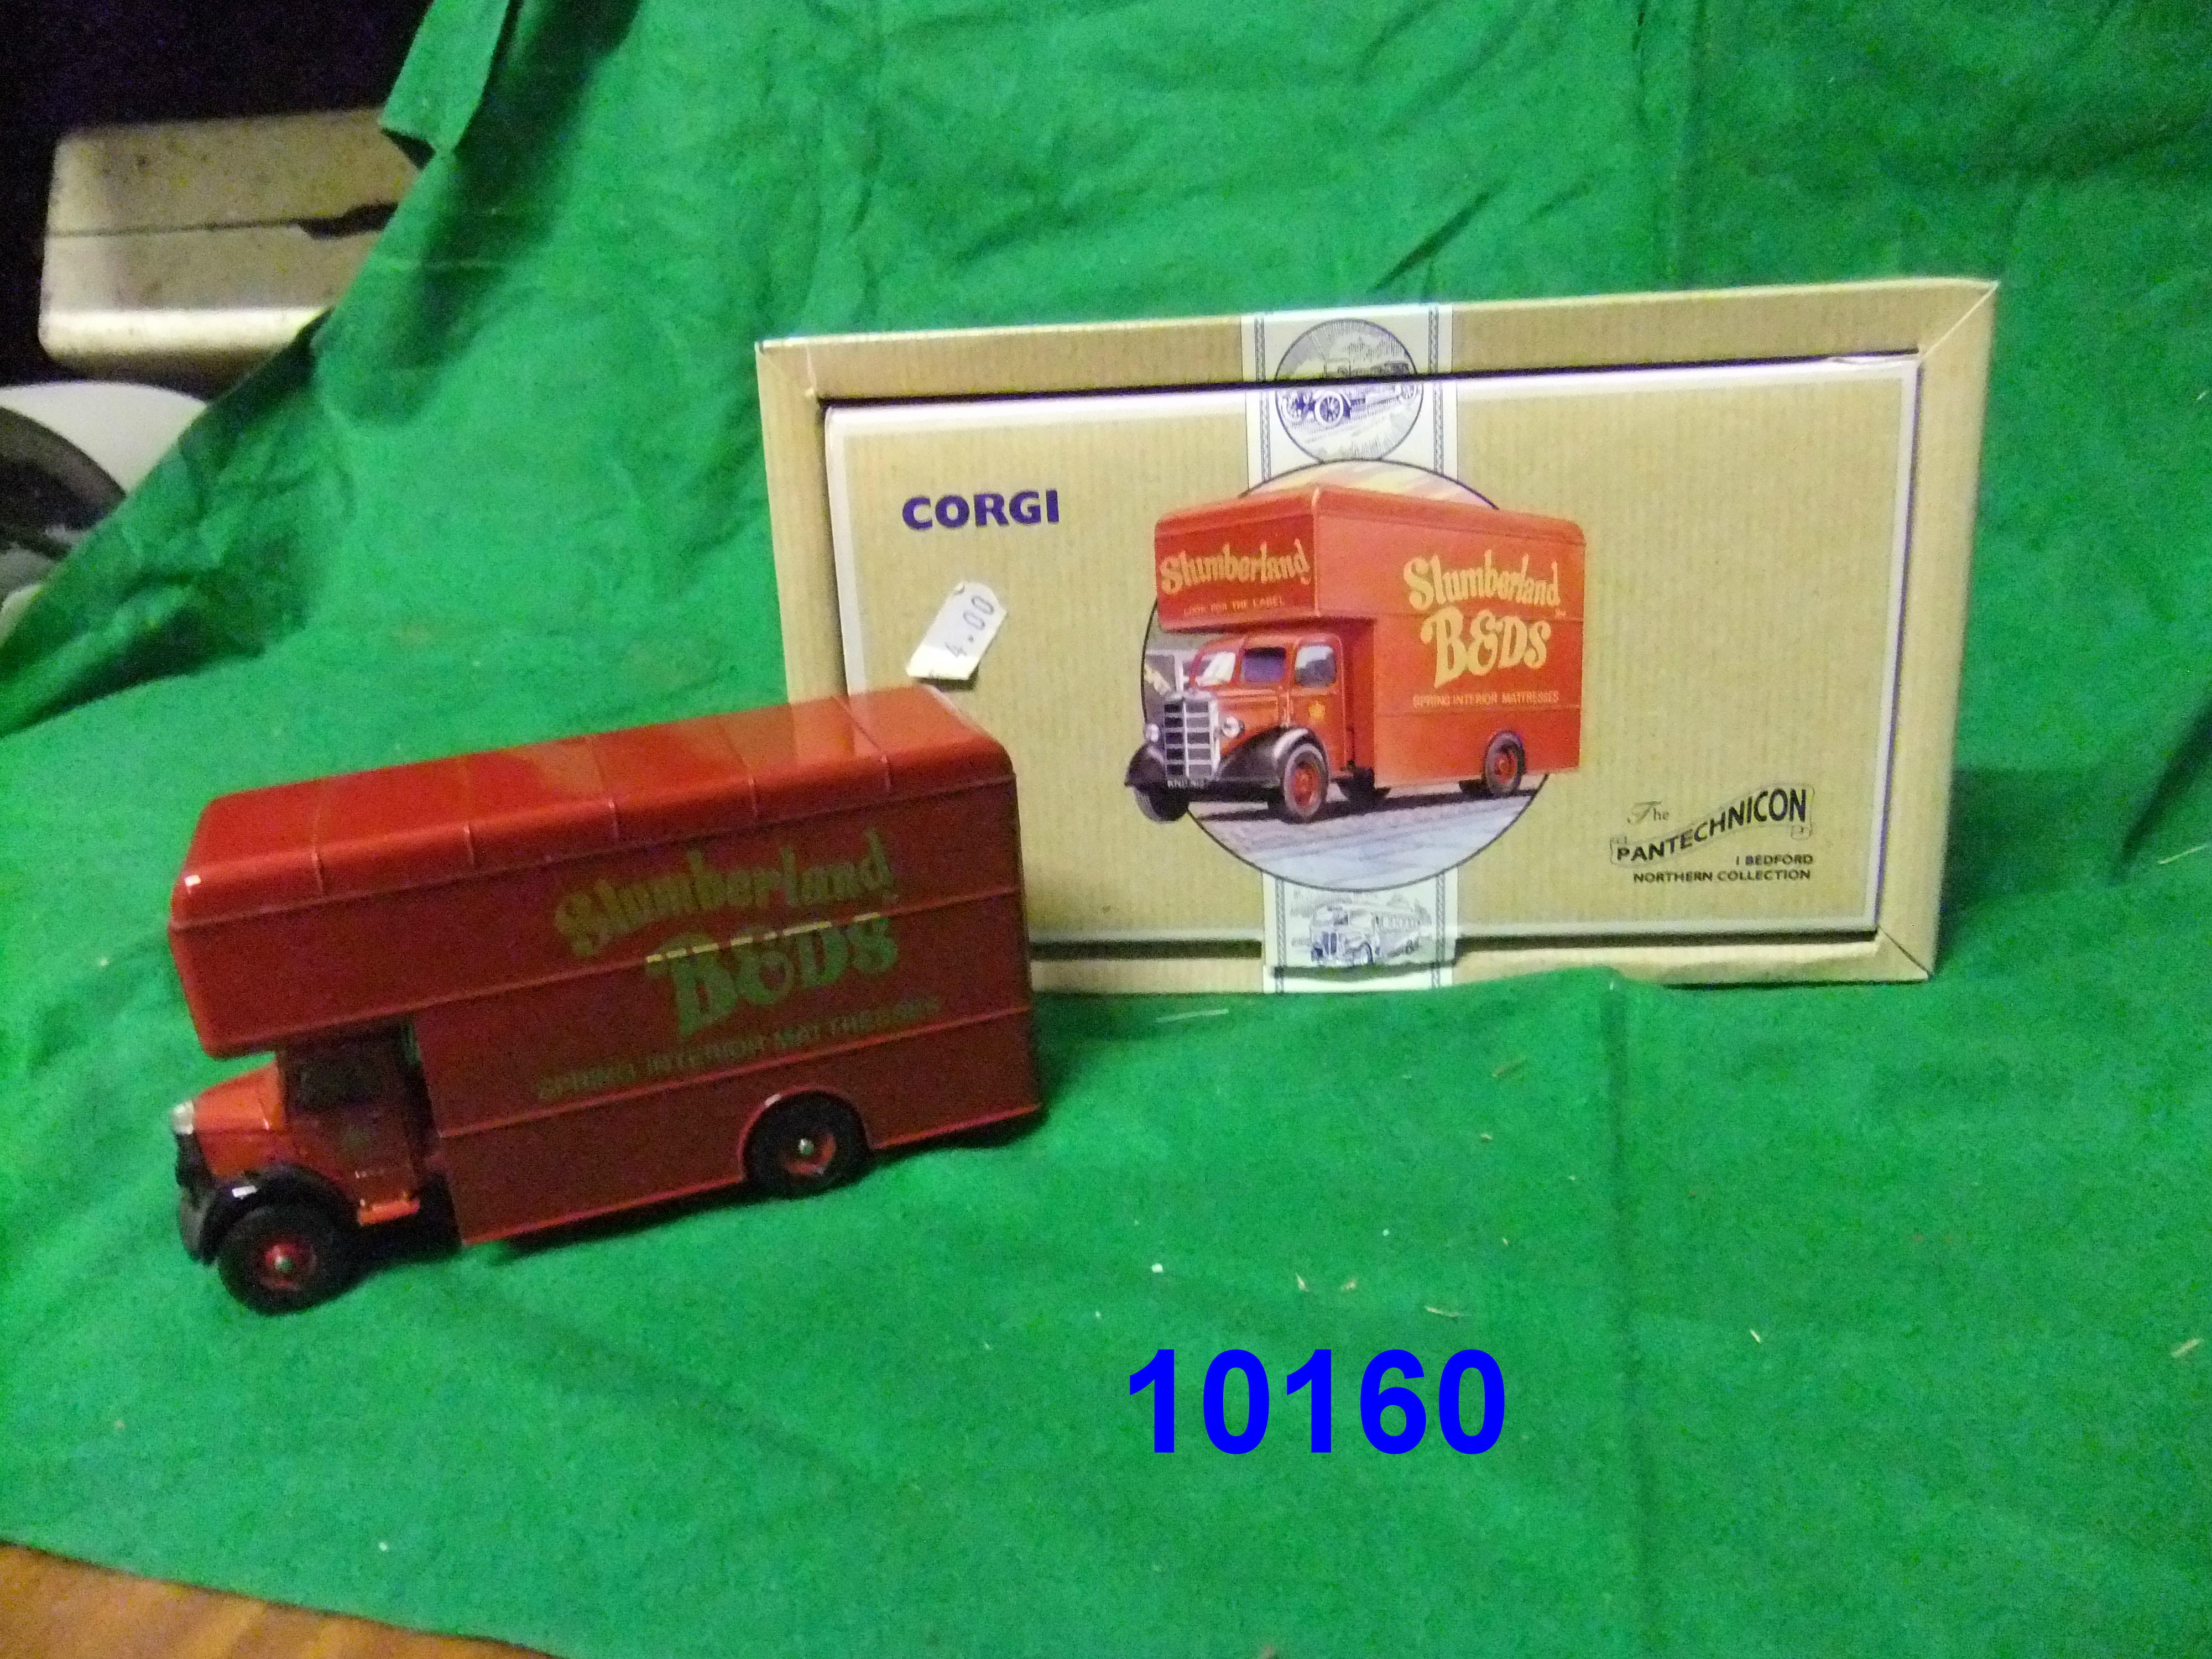 CORGI
4.00
Slumberland
LOOK FOR THE LABEL
Slumberland
BEDS
SPRING INTERIOR MATTRESSES
The
PANTECHNICON
1 BEDFORD
NORTHERN COLLECTION
Slumberland
BEDS
SPRING INTERIOR MATTRESSES
10160